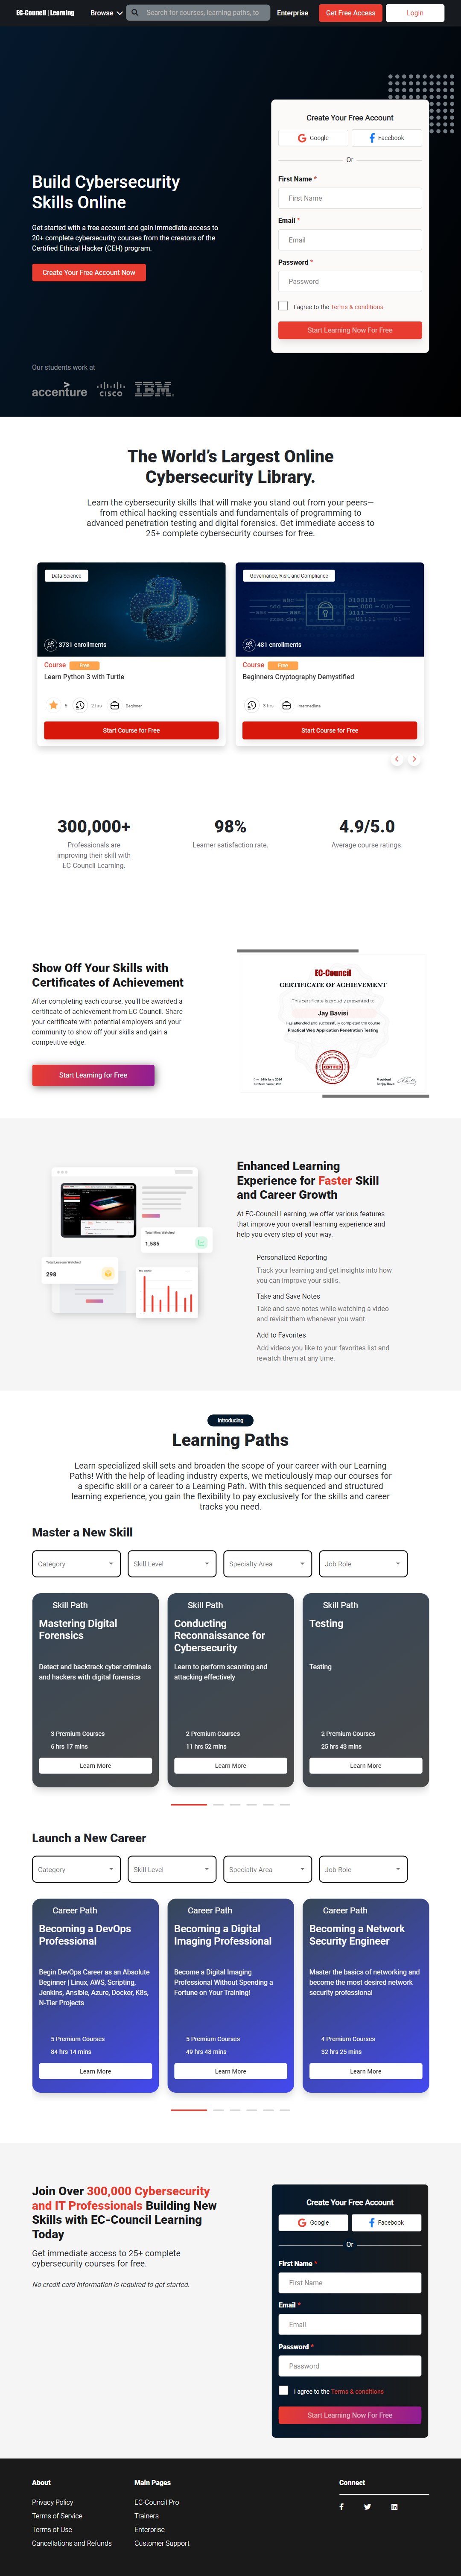 EC-Council | Learning
Browse
Search for courses, learning paths, to
Enterprise
Get Free Access
Login
Build Cybersecurity
Skills Online
Get started with a free account and gain immediate access to
20+ complete cybersecurity courses from the creators of the
Certified Ethical Hacker (CEH) program.
Create Your Free Account Now
Our students work at
accenture
CISCO
IBM
Create Your Free Account
Google
Facebook
Or
First Name *
First Name
Email *
Email
Password *
Password
I agree to the Terms & conditions
Start Learning Now For Free
The World's Largest Online
Cybersecurity Library.
Learn the cybersecurity skills that will make you stand out from your peers—
from ethical hacking essentials and fundamentals of programming to
advanced penetration testing and digital forensics. Get immediate access to
25+ complete cybersecurity courses for free.
Data Science
3731 enrollments
Course Free
Learn Python 3 with Turtle
5 2 hrs Beginner
Start Course for Free
Governance, Risk, and Compliance
481 enrollments
Course Free
Beginners Cryptography Demystified
3 hrs Intermediate
Start Course for Free
300,000+
Professionals are
improving their skill with
EC-Council Learning.
98%
Learner satisfaction rate.
4.9/5.0
Average course ratings.
Show Off Your Skills with
Certificates of Achievement
After completing each course, you'll be awarded a
certificate of achievement from EC-Council. Share
your certificate with potential employers and your
community to show off your skills and gain a
competitive edge.
Start Learning for Free
EC-Council
CERTIFICATE OF ACHIEVEMENT
This certificate is proudly presented to
Jay Bavisi
Has attended and successfully completed the course
Practical Web Application Penetration Testing
CERTIFIED
President
Enhanced Learning
Experience for Faster Skill
and Career Growth
At EC-Council Learning, we offer various features
that improve your overall learning experience and
help you every step of your way.
Total Mins Watched
1,585
Total Lessons Watched
298
Personalized Reporting
Track your learning and get insights into how
you can improve your skills.
Take and Save Notes
Take and save notes while watching a video
and revisit them whenever you want.
Add to Favorites
Add videos you like to your favorites list and
rewatch them at any time.
Introducing
Learning Paths
Learn specialized skill sets and broaden the scope of your career with our Learning
Paths! With the help of leading industry experts, we meticulously map our courses for
a specific skill or a career to a Learning Path. With this sequenced and structured
learning experience, you gain the flexibility to pay exclusively for the skills and career
tracks you need.
Master a New Skill
Category
Skill Level
Specialty Area
Job Role
Skill Path
Mastering Digital
Forensics
Detect and backtrack cyber criminals
and hackers with digital forensics
3 Premium Courses
6 hrs 17 mins
Learn More
Skill Path
Conducting
Reconnaissance for
Cybersecurity
Learn to perform scanning and
attacking effectively
2 Premium Courses
11 hrs 52 mins
Learn More
Skill Path
Testing
Testing
2 Premium Courses
25 hrs 43 mins
Learn More
Launch a New Career
Category
Skill Level
Specialty Area
Job Role
Career Path
Becoming a DevOps
Professional
Begin DevOps Career as an Absolute
Beginner | Linux, AWS, Scripting,
Jenkins, Ansible, Azure, Docker, K8s,
N-Tier Projects
5 Premium Courses
84 hrs 14 mins
Learn More
Career Path
Becoming a Digital
Imaging Professional
Become a Digital Imaging
Professional Without Spending a
Fortune on Your Training!
5 Premium Courses
49 hrs 48 mins
Learn More
Career Path
Becoming a Network
Security Engineer
Master the basics of networking and
become the most desired network
security professional
4 Premium Courses
32 hrs 25 mins
Learn More
Join Over 300,000 Cybersecurity
and IT Professionals Building New
Skills with EC-Council Learning
Today
Get immediate access to 25+ complete
cybersecurity courses for free.
No credit card information is required to get started.
Create Your Free Account
Google
Facebook
Or
First Name *
First Name
Email *
Email
Password *
Password
I agree to the Terms & conditions
Start Learning Now For Free
About
Privacy Policy
Terms of Service
Terms of Use
Cancellations and Refunds
Main Pages
EC-Council Pro
Trainers
Enterprise
Customer Support
Connect